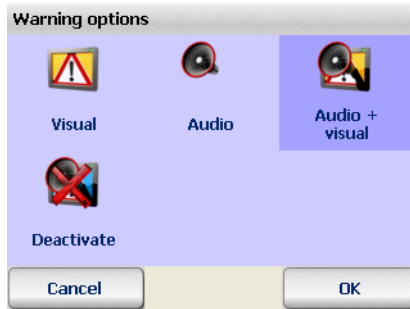 Warning options
Visual
Audio
Audio +
visual
Deactivate
Cancel
OK